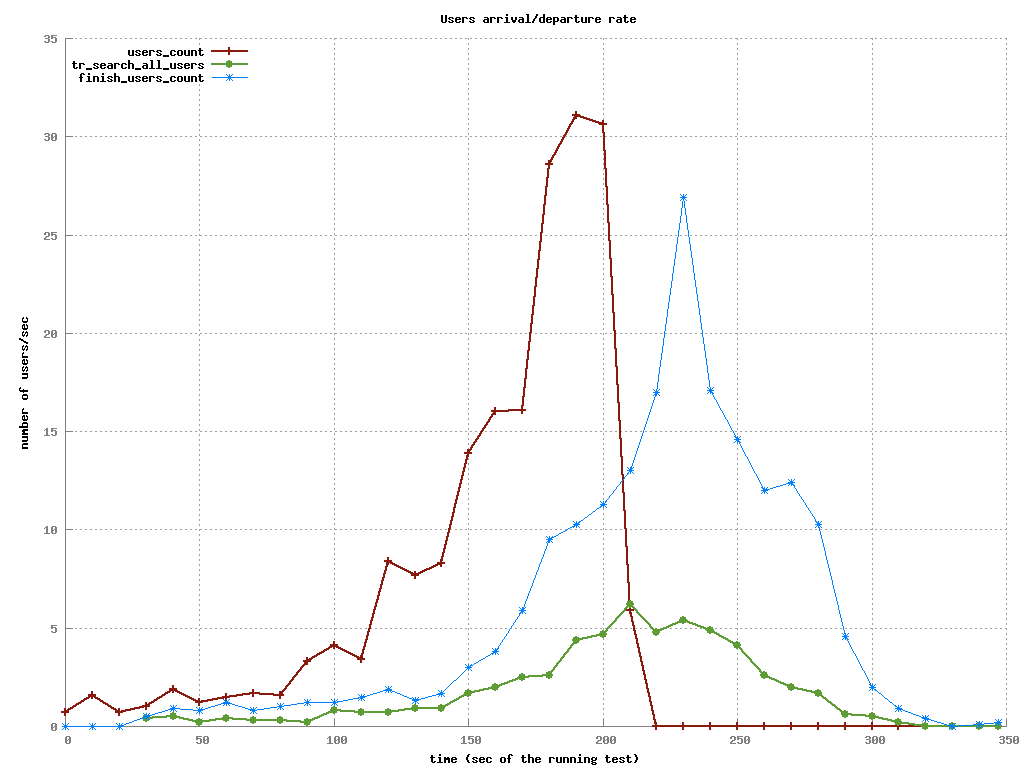 Users arrival/departure rate
users_count
tr_search_all_users
finish_users_count
35
30
25
20
15
10
5
0
number of users/sec
0 50 100 150 200 250 300 350
time (sec of the running test)